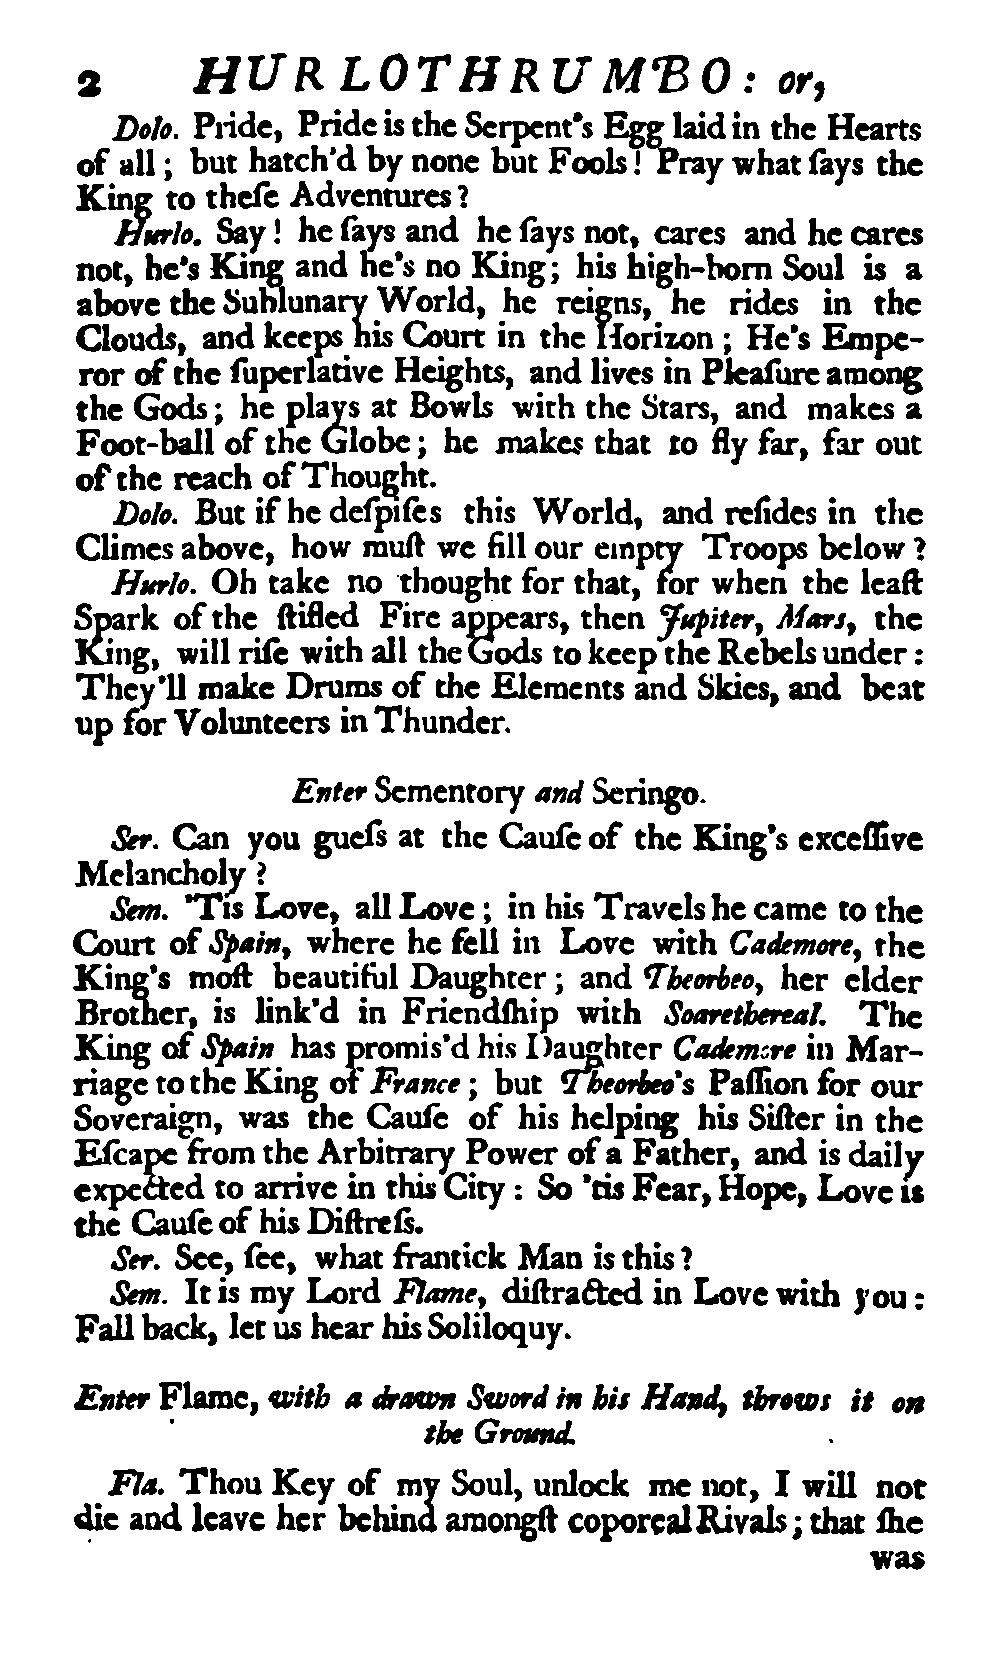 2 HURLOTHRUMBO: or,
Dolo. Pride, Pride is the Serpent's Egg laid in the Hearts
of all; but hatch'd by none but Fools! Pray what ſays the
King to theſe Adventures?
Hurlo. Say! he ſays and he ſays not, cares and he cares
not, he's King and he's no King; his high-born Soul is a
above the Sublunary World, he reigns, he rides in the
Clouds, and keeps his Court in the Horizon; He's Empe-
ror of the ſuperlative Heights, and lives in Pleaſure among
the Gods; he plays at Bowls with the Stars, and makes a
Foot-ball of the Globe; he makes that to fly far, far out
of the reach of Thought.
Dolo. But if he deſpiſes this World, and reſides in the
Climes above, how muſt we fill our empty Troops below?
Hurlo. Oh take no thought for that, for when the leaſt
Spark of the ſtifled Fire appears, then Jupiter, Mars, the
King, will riſe with all the Gods to keep the Rebels under:
They'll make Drums of the Elements and Skies, and beat
up for Volunteers in Thunder.
Enter Sementory and Seringo.
Ser. Can you gueſs at the Cauſe of the King's exceſſive
Melancholy?
Sem. 'Tis Love, all Love; in his Travels he came to the
Court of Spain, where he fell in Love with Cademore, the
King's moſt beautiful Daughter; and Theorbeo, her elder
Brother, is link'd in Friendſhip with Soarethereal. The
King of Spain has promis'd his Daughter Cademore in Mar-
riage to the King of France; but Theorbeo's Paſſion for our
Soveraign, was the Cauſe of his helping his Siſter in the
Eſcape from the Arbitrary Power of a Father, and is daily
expected to arrive in this City: So 'tis Fear, Hope, Love is
the Cauſe of his Diſtreſs.
Ser. See, ſee, what frantick Man is this?
Sem. It is my Lord Flame, diſtracted in Love with you:
Fall back, let us hear his Soliloquy.
Enter Flame, with a drawn Sword in his Hand, throws it on
the Ground.
Fla. Thou Key of my Soul, unlock me not, I will not
die and leave her behind amongſt coporeal Rivals; that ſhe
was